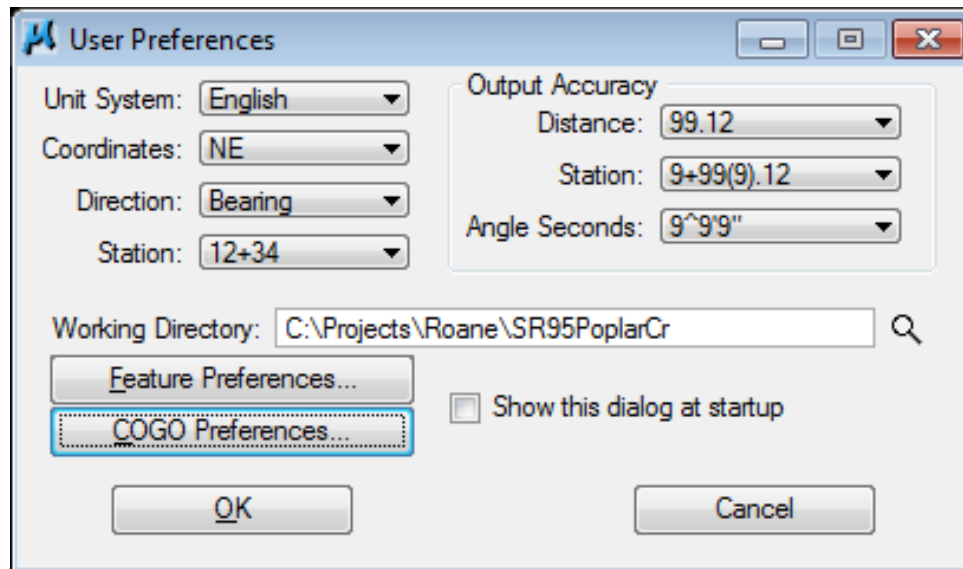 User Preferences
Unit System: English
Coordinates: NE
Direction: Bearing
Station: 12+34
Output Accuracy
Distance: 99.12
Station: 9+99(9).12
Angle Seconds: 9^9'9"
Working Directory: C:\Projects\Roane\SR95PoplarCr
Feature Preferences...
COGO Preferences...
Show this dialog at startup
OK
Cancel